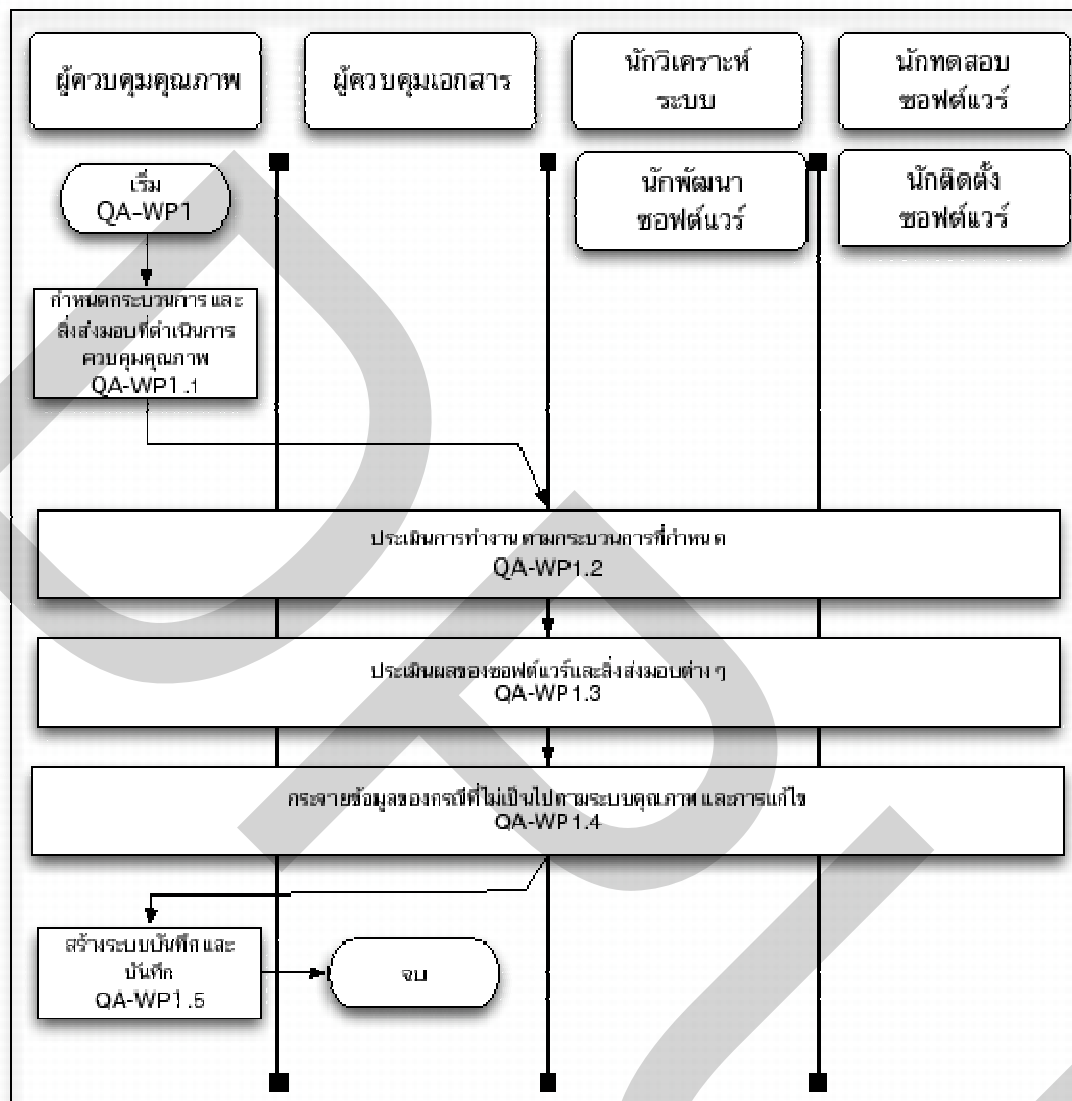 ผู้ควบคุมคุณภาพ
ผู้ควบคุมเอกสาร
นักวิเคราะห์
ระบบ
นักทดสอบ
ซอฟต์แวร์
นักพัฒนา
ซอฟต์แวร์
นักติดตั้ง
ซอฟต์แวร์
เริ่ม
QA-WP1
กำหนดกระบวนการ และ
สิ่งส่งมอบที่ดำเนินการ
ควบคุมคุณภาพ
QA-WP1.1
ประเมินการทำงานตามกระบวนการที่กำหนด
QA-WP1.2
ประเมินผลของซอฟต์แวร์และสิ่งส่งมอบต่าง ๆ
QA-WP1.3
กระจายข้อมูลของกรณีที่ไม่เป็นไปตามระบบคุณภาพ และการแก้ไข
QA-WP1.4
สร้างระบบบันทึก และ
บันทึก
QA-WP1.5
จบ